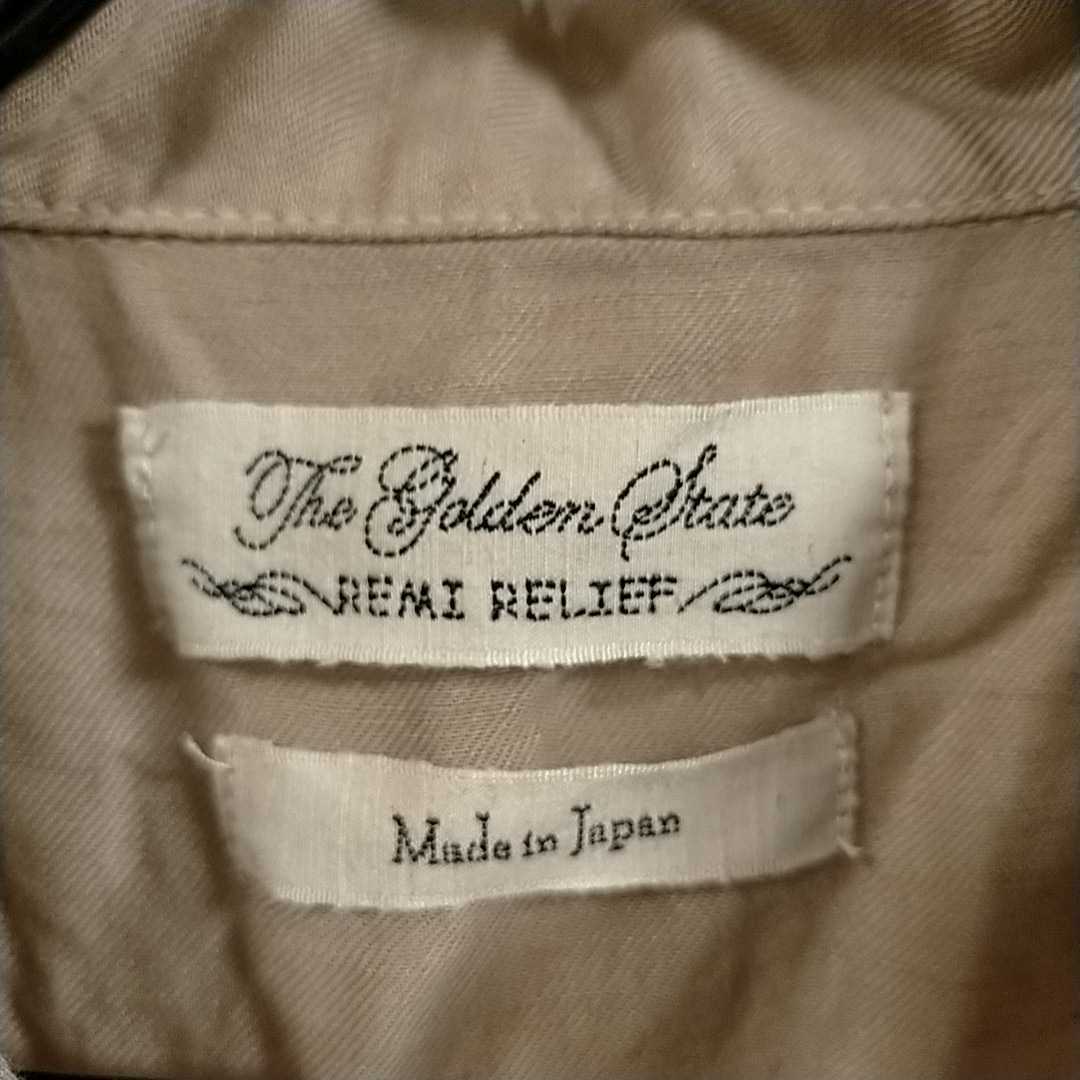 The Golden State
REMI RELIEF
Made in Japan